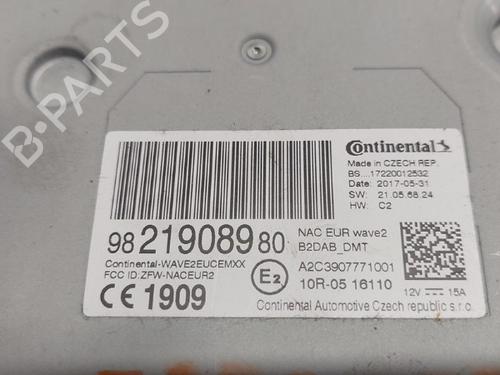 B-PARTS
Continental
Made in CZECH REP.
BS....17220012532
Date: 2017-05-31
SW: 21.05.68.24
HW: C2
98 219089 80
NAC EUR wave2
B2DAB_DMT
Continental-WAVE2EUCEMXX
FCC ID:ZFW-NACEUR2
CE 1909
E2
A2C3907771001
10R-05 16110
12V 15A
Continental Automotive Czech republic s.r.o.